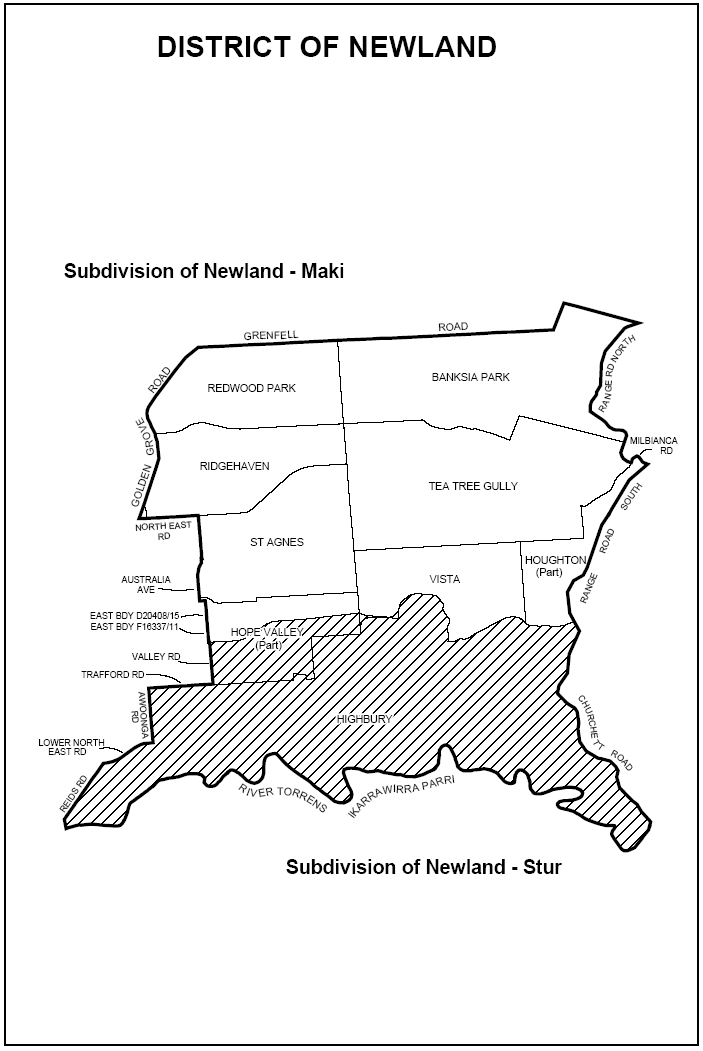 DISTRICT OF NEWLAND
Subdivision of Newland - Maki
GRENFELL ROAD
GOLDEN GROVE ROAD
RANGE RD NORTH
REDWOOD PARK
BANKSIA PARK
MILBIANCA
RD
RIDGEHAVEN
TEA TREE GULLY
NORTH EAST
RD
RANGE ROAD SOUTH
ST AGNES
HOUGHTON
(Part)
VISTA
AUSTRALIA
AVE
EAST BDY D20408/15
EAST BDY F16337/11
HOPE VALLEY
(Part)
VALLEY RD
TRAFFORD RD
AWOONGA
RD
HIGHBURY
CHURCHETT ROAD
LOWER NORTH
EAST RD
REIDS RD
RIVER TORRENS
IKARRAWIRRA PARRI
Subdivision of Newland - Stur